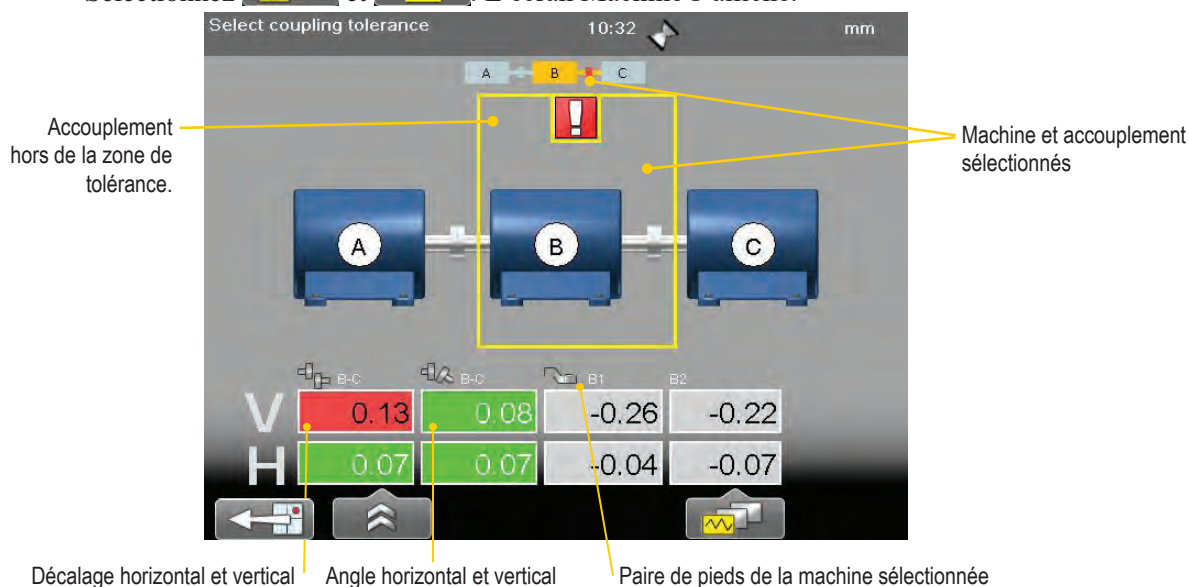 Select coupling tolerance 10:32 mm
A B C
Accouplement
hors de la zone de
tolérance.
Machine et accouplement
sélectionnés
A B C
B-C B-C B1 B2
V 0.13 0.08 -0.26 -0.22
H 0.07 0.07 -0.04 -0.07
Décalage horizontal et vertical Angle horizontal et vertical Paire de pieds de la machine sélectionnée